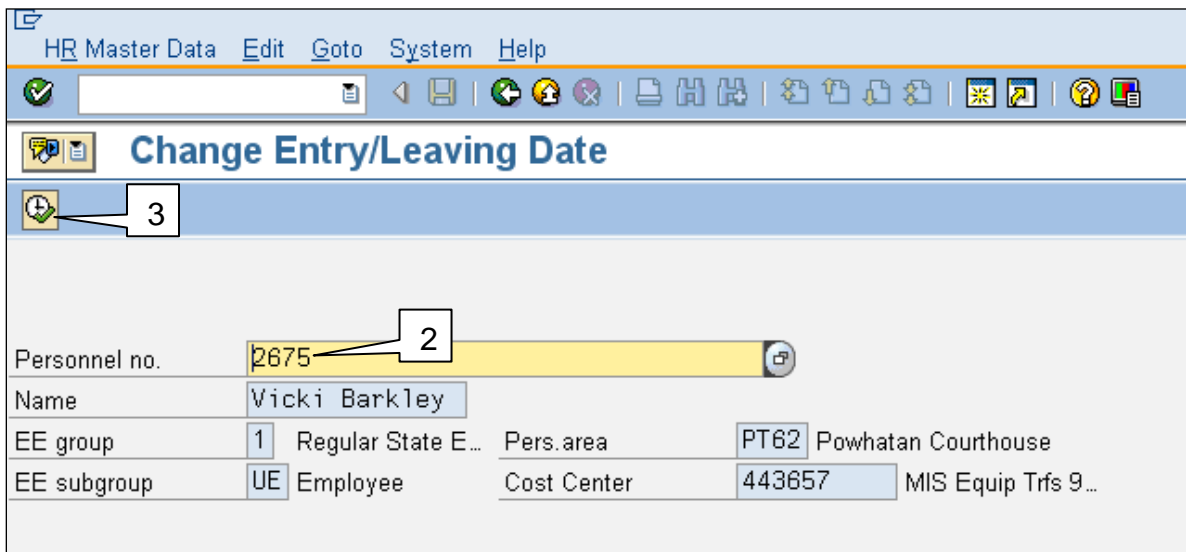 HR Master Data Edit Goto System Help
Change Entry/Leaving Date
3
2
Personnel no. 2675
Name Vicki Barkley
EE group 1 Regular State E… Pers.area PT62 Powhatan Courthouse
EE subgroup UE Employee Cost Center 443657 MIS Equip Trfs 9…